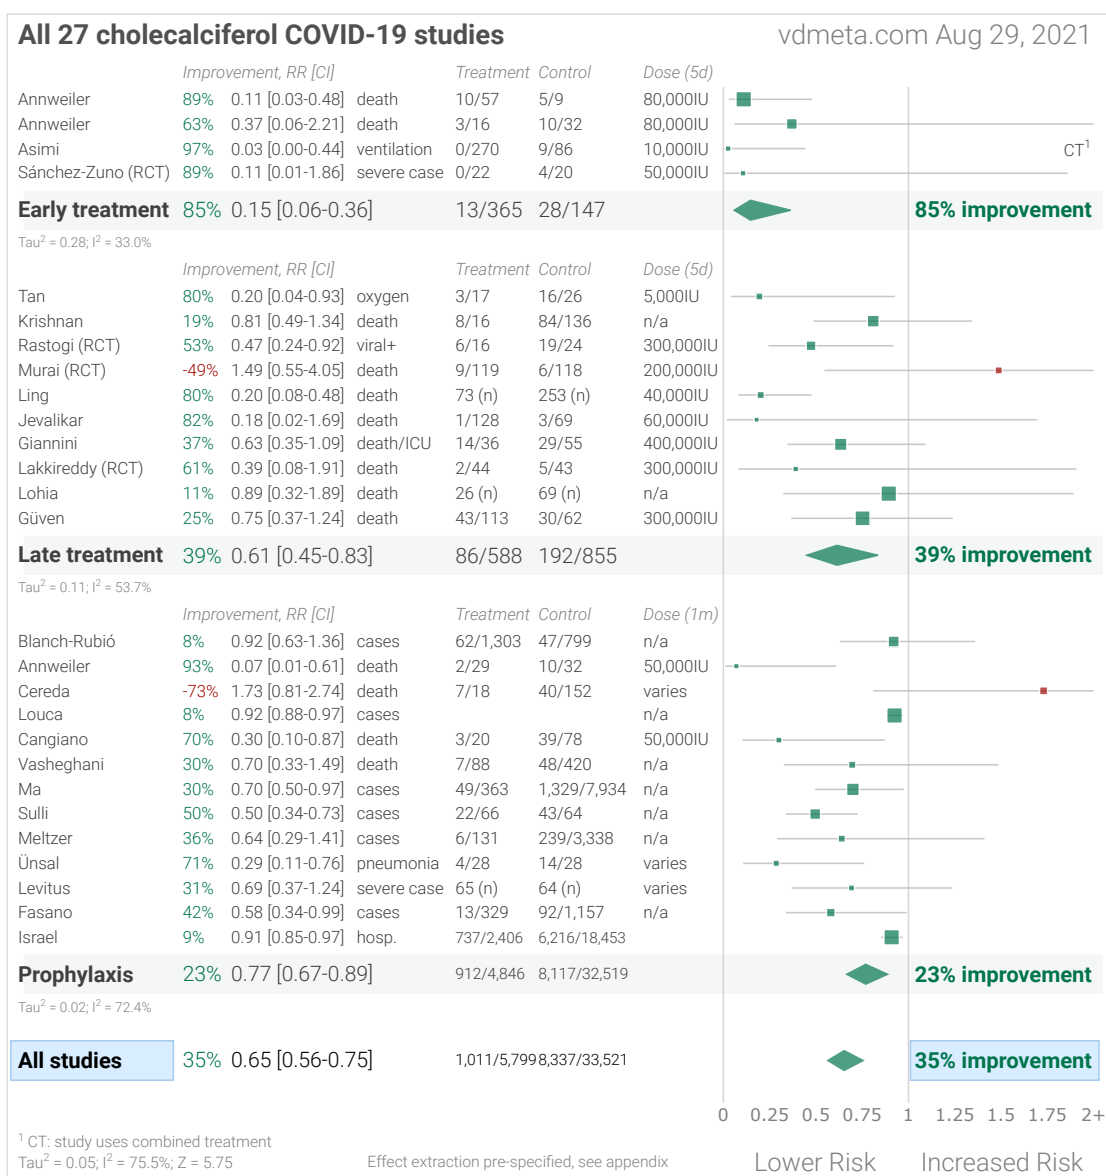 All 27 cholecalciferol COVID-19 studies vdmeta.com Aug 29, 2021
Improvement, RR [CI] Treatment Control Dose (5d)
Annweiler 89% 0.11 [0.03-0.48] death 10/57 5/9 80,000IU
Annweiler 63% 0.37 [0.06-2.21] death 3/16 10/32 80,000IU
Asimi 97% 0.03 [0.00-0.44] ventilation 0/270 9/86 10,000IU CT1
Sánchez-Zuno (RCT) 89% 0.11 [0.01-1.86] severe case 0/22 4/20 50,000IU
Early treatment 85% 0.15 [0.06-0.36] 13/365 28/147 85% improvement
Tau2 = 0.28; I2 = 33.0%
Improvement, RR [CI] Treatment Control Dose (5d)
Tan 80% 0.20 [0.04-0.93] oxygen 3/17 16/26 5,000IU
Krishnan 19% 0.81 [0.49-1.34] death 8/16 84/136 n/a
Rastogi (RCT) 53% 0.47 [0.24-0.92] viral+ 6/16 19/24 300,000IU
Murai (RCT) -49% 1.49 [0.55-4.05] death 9/119 6/118 200,000IU
Ling 80% 0.20 [0.08-0.48] death 73 (n) 253 (n) 40,000IU
Jevalikar 82% 0.18 [0.02-1.69] death 1/128 3/69 60,000IU
Giannini 37% 0.63 [0.35-1.09] death/ICU 14/36 29/55 400,000IU
Lakkireddy (RCT) 61% 0.39 [0.08-1.91] death 2/44 5/43 300,000IU
Lohia 11% 0.89 [0.32-1.89] death 26 (n) 69 (n) n/a
Güven 25% 0.75 [0.37-1.24] death 43/113 30/62 300,000IU
Late treatment 39% 0.61 [0.45-0.83] 86/588 192/855 39% improvement
Tau2 = 0.11; I2 = 53.7%
Improvement, RR [CI] Treatment Control Dose (1m)
Blanch-Rubió 8% 0.92 [0.63-1.36] cases 62/1,303 47/799 n/a
Annweiler 93% 0.07 [0.01-0.61] death 2/29 10/32 50,000IU
Cereda -73% 1.73 [0.81-2.74] death 7/18 40/152 varies
Louca 8% 0.92 [0.88-0.97] cases n/a
Cangiano 70% 0.30 [0.10-0.87] death 3/20 39/78 50,000IU
Vasheghani 30% 0.70 [0.33-1.49] death 7/88 48/420 n/a
Ma 30% 0.70 [0.50-0.97] cases 49/363 1,329/7,934 n/a
Sulli 50% 0.50 [0.34-0.73] cases 22/66 43/64 n/a
Meltzer 36% 0.64 [0.29-1.41] cases 6/131 239/3,338 n/a
Ünsal 71% 0.29 [0.11-0.76] pneumonia 4/28 14/28 varies
Levitus 31% 0.69 [0.37-1.24] severe case 65 (n) 64 (n) varies
Fasano 42% 0.58 [0.34-0.99] cases 13/329 92/1,157 n/a
Israel 9% 0.91 [0.85-0.97] hosp. 737/2,406 6,216/18,453
Prophylaxis 23% 0.77 [0.67-0.89] 912/4,846 8,117/32,519 23% improvement
Tau2 = 0.02; I2 = 72.4%
All studies 35% 0.65 [0.56-0.75] 1,011/5,799 8,337/33,521 35% improvement
0 0.25 0.5 0.75 1 1.25 1.5 1.75 2+
1 CT: study uses combined treatment
Tau2 = 0.05; I2 = 75.5%; Z = 5.75 Effect extraction pre-specified, see appendix Lower Risk Increased Risk